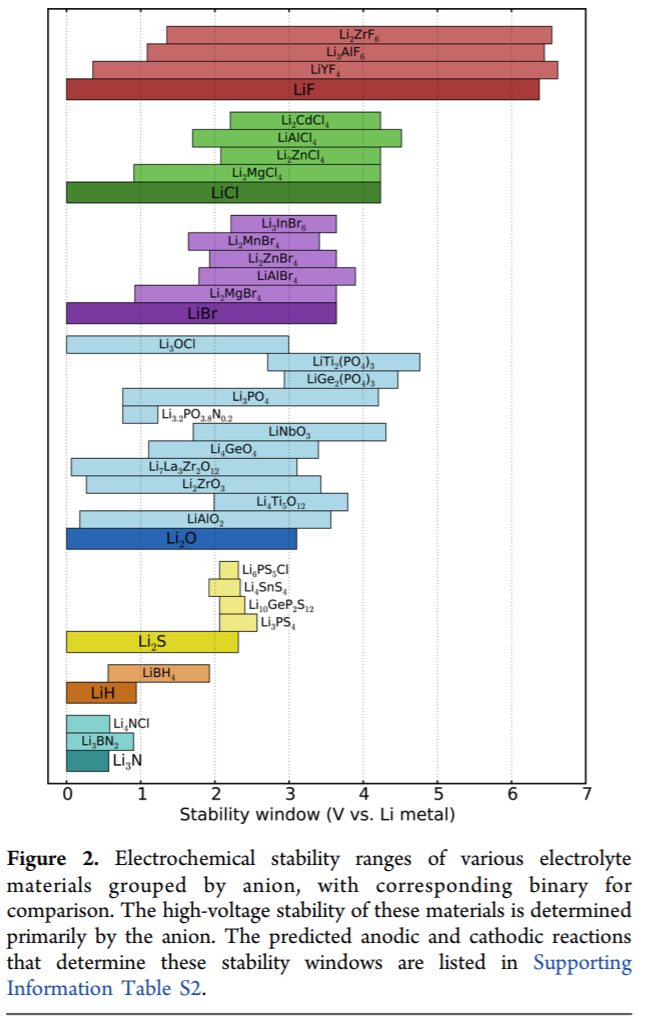 Li₂ZrF₆
Li₃AlF₆
LiYF₄
LiF
Li₂CdCl₄
LiAlCl₄
Li₂ZnCl₄
Li₂MgCl₄
LiCl
Li₃InBr₆
Li₂MnBr₄
Li₂ZnBr₄
LiAlBr₄
Li₂MgBr₄
LiBr
Li₃OCl
LiTi₂(PO₄)₃
LiGe₂(PO₄)₃
Li₃PO₄
Li₃.₂PO₃.₈N₀.₂
LiNbO₃
Li₄GeO₄
Li₇La₃Zr₂O₁₂
Li₂ZrO₃
Li₄Ti₅O₁₂
LiAlO₂
Li₂O
Li₆PS₅Cl
Li₄SnS₄
Li₁₀GeP₂S₁₂
Li₃PS₄
Li₂S
LiBH₄
LiH
Li₄NCl
Li₃BN₂
Li₃N
0 1 2 3 4 5 6 7
Stability window (V vs. Li metal)
Figure 2. Electrochemical stability ranges of various electrolyte
materials grouped by anion, with corresponding binary for
comparison. The high-voltage stability of these materials is determined
primarily by the anion. The predicted anodic and cathodic reactions
that determine these stability windows are listed in Supporting
Information Table S2.